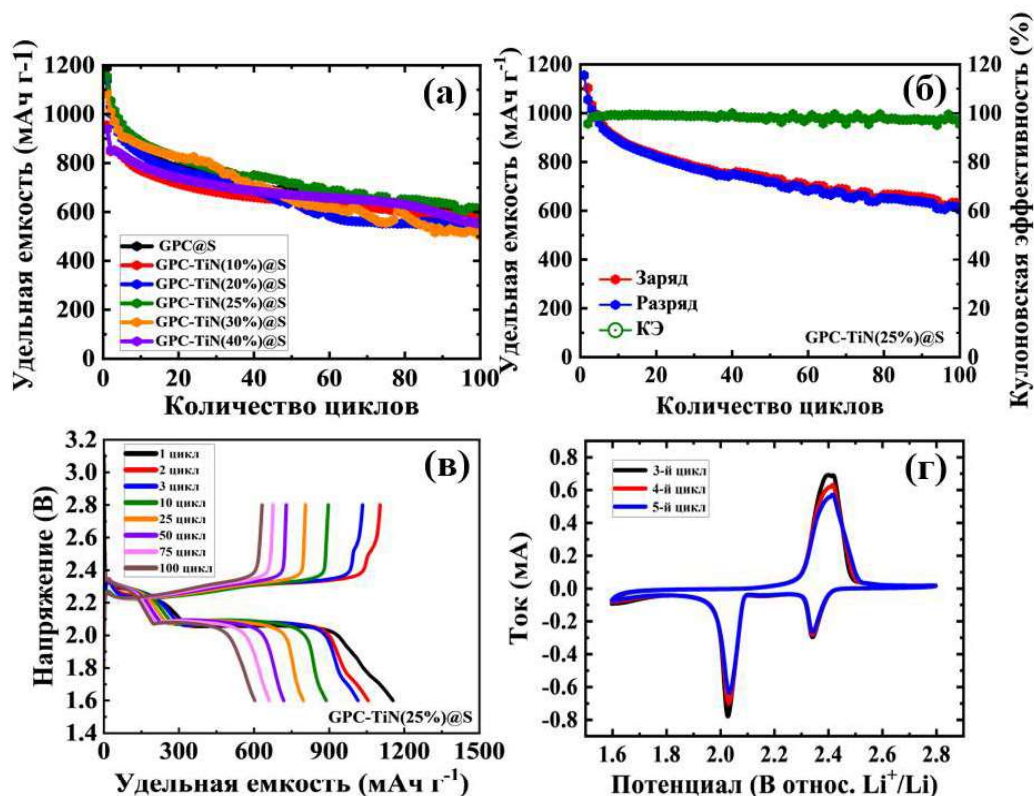 (а)
Удельная емкость (мАч г-1)
1200
1000
800
600
400
200
0
GPC@S
GPC-TiN(10%)@S
GPC-TiN(20%)@S
GPC-TiN(25%)@S
GPC-TiN(30%)@S
GPC-TiN(40%)@S
0 20 40 60 80 100
Количество циклов
(б)
Удельная емкость (мАч г⁻¹)
1200
1000
800
600
400
200
0
Заряд
Разряд
КЭ
GPC-TiN(25%)@S
0 20 40 60 80 100
Количество циклов
120
100
80
60
40
20
0
Кулоновская эффективность (%)
(в)
Напряжение (В)
3.2
3.0
2.8
2.6
2.4
2.2
2.0
1.8
1.6
1.4
1 цикл
2 цикл
3 цикл
10 цикл
25 цикл
50 цикл
75 цикл
100 цикл
GPC-TiN(25%)@S
0 300 600 900 1200 1500
Удельная емкость (мАч г⁻¹)
(г)
Ток (мА)
0.8
0.6
0.4
0.2
0.0
-0.2
-0.4
-0.6
-0.8
3-й цикл
4-й цикл
5-й цикл
1.6 2.0 2.4 2.8
Потенциал (В относ. Li⁺/Li)